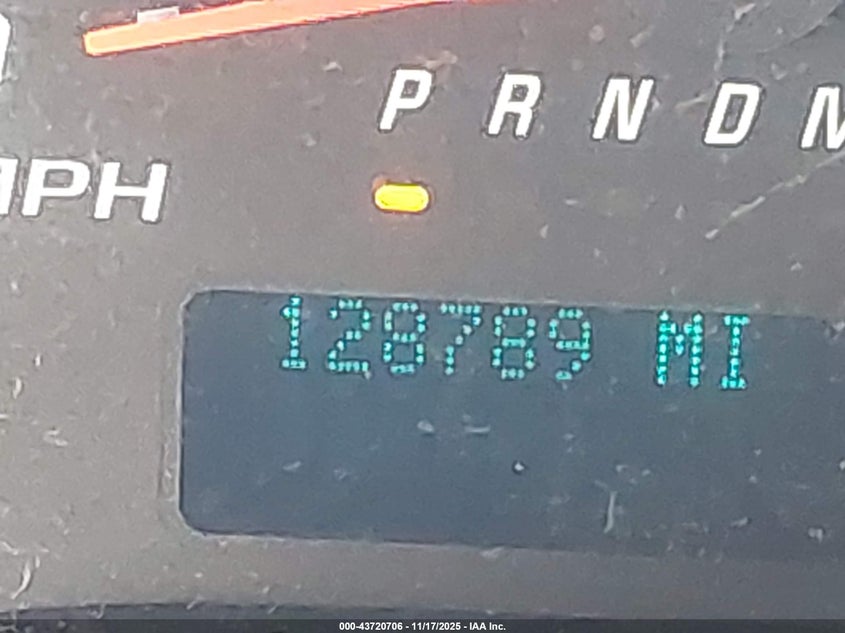 P R N D M
MPH
128789 MI
000-43720706 - 11/17/2025 - IAA Inc.